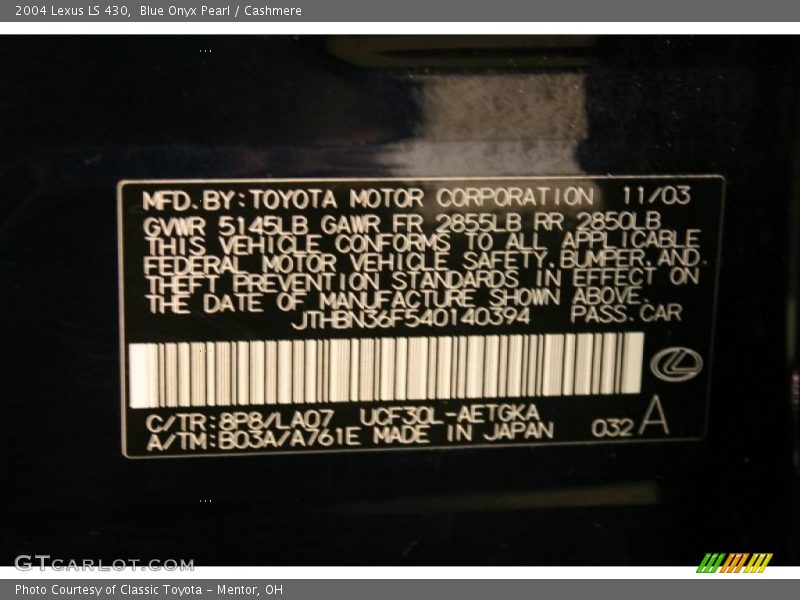 2004 Lexus LS 430,  Blue Onyx Pearl / Cashmere
MFD. BY: TOYOTA MOTOR CORPORATION 11/03
GVWR 5145LB GAWR FR 2855LB RR 2850LB
THIS VEHICLE CONFORMS TO ALL APPLICABLE
FEDERAL MOTOR VEHICLE SAFETY, BUMPER, AND
THEFT PREVENTION STANDARDS IN EFFECT ON
THE DATE OF MANUFACTURE SHOWN ABOVE.
JTHBN36F540140394 PASS. CAR
C/TR: 8P8/LA07 UCF30L-AETGKA
A/TM: B03A/A761E MADE IN JAPAN 032 A
GTCARLOT.COM
Photo Courtesy of Classic Toyota - Mentor, OH